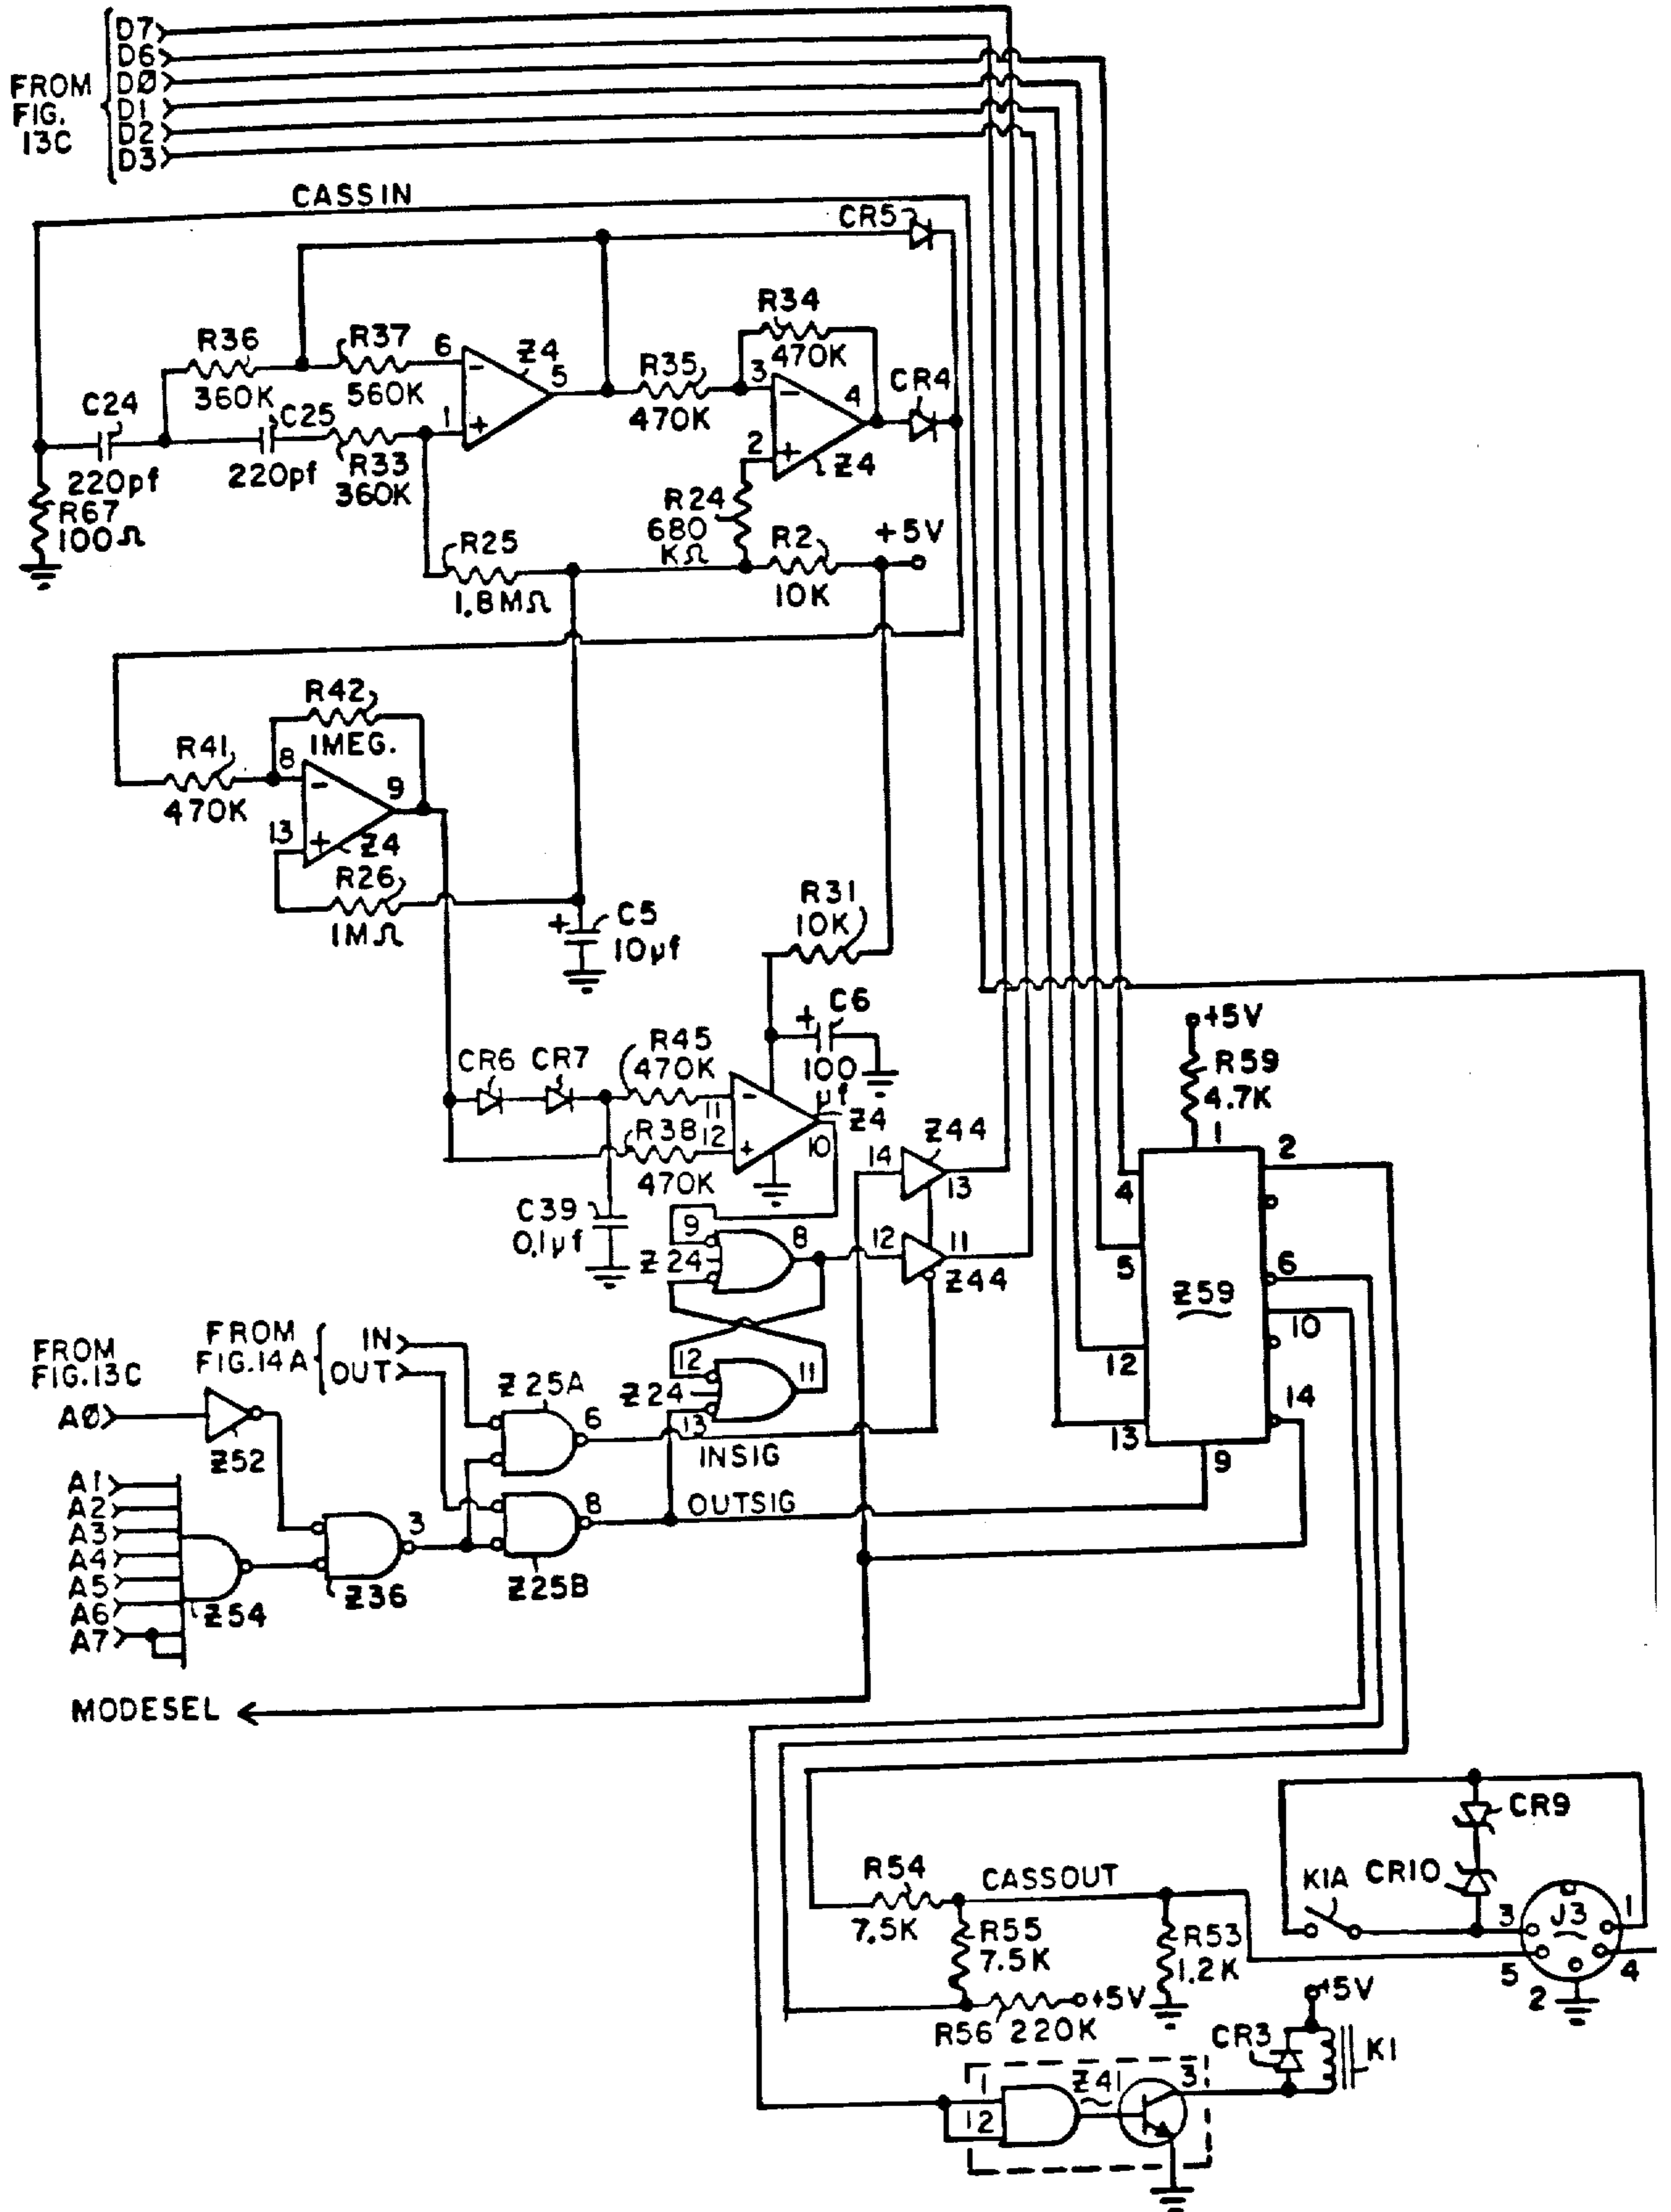 FROM
FIG.
13C
D7
D6
DØ
D1
D2
D3
CASSIN
CR5
R36
360K
R37
560K
6
Z4
5
R34
470K
R35
470K
3
4
CR4
C24
220pf
C25
220pf
R33
360K
1
2
Z4
R67
100Ω
R24
680
KΩ
R2
10K
+5V
R25
1.8MΩ
R42
1MEG.
R41
470K
8
9
13
Z4
R26
1MΩ
C5
10µf
R31
10K
C6
100
µf
CR6
CR7
R45
470K
11
12
R38
470K
10
Z4
C39
0.1µf
+5V
R59
4.7K
1
2
4
5
6
10
12
13
14
9
Z59
14
Z44
13
12
11
Z44
9
8
Z24
12
11
Z24
13
FROM
FIG.13C
FROM
FIG.14A
IN
OUT
Z25A
6
AØ
Z52
INSIG
A1
A2
A3
A4
A5
A6
A7
Z54
3
Z36
8
OUTSIG
Z25B
MODESEL
R54
7.5K
CASSOUT
R55
7.5K
R53
1.2K
R56 220K
+5V
K1A
CR10
CR9
J3
3
1
5
4
2
+5V
CR3
K1
1
2
Z41
3